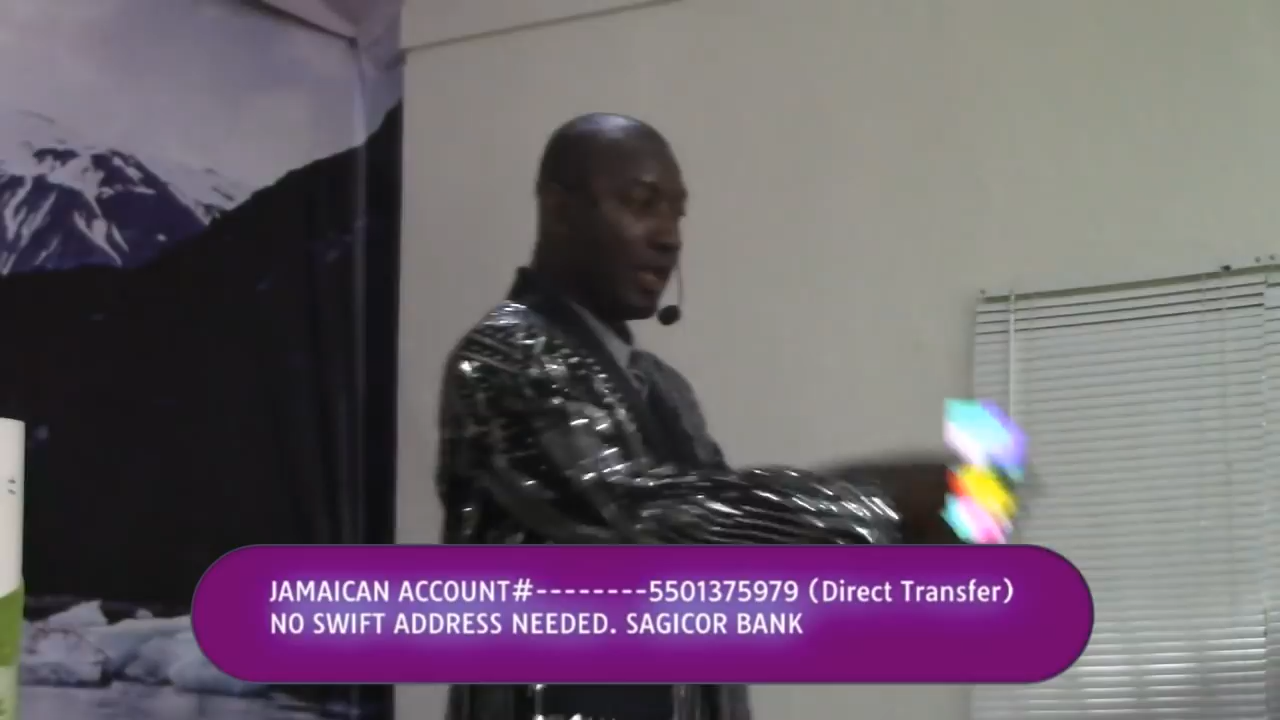 JAMAICAN ACCOUNT#--------5501375979 (Direct Transfer)
NO SWIFT ADDRESS NEEDED. SAGICOR BANK